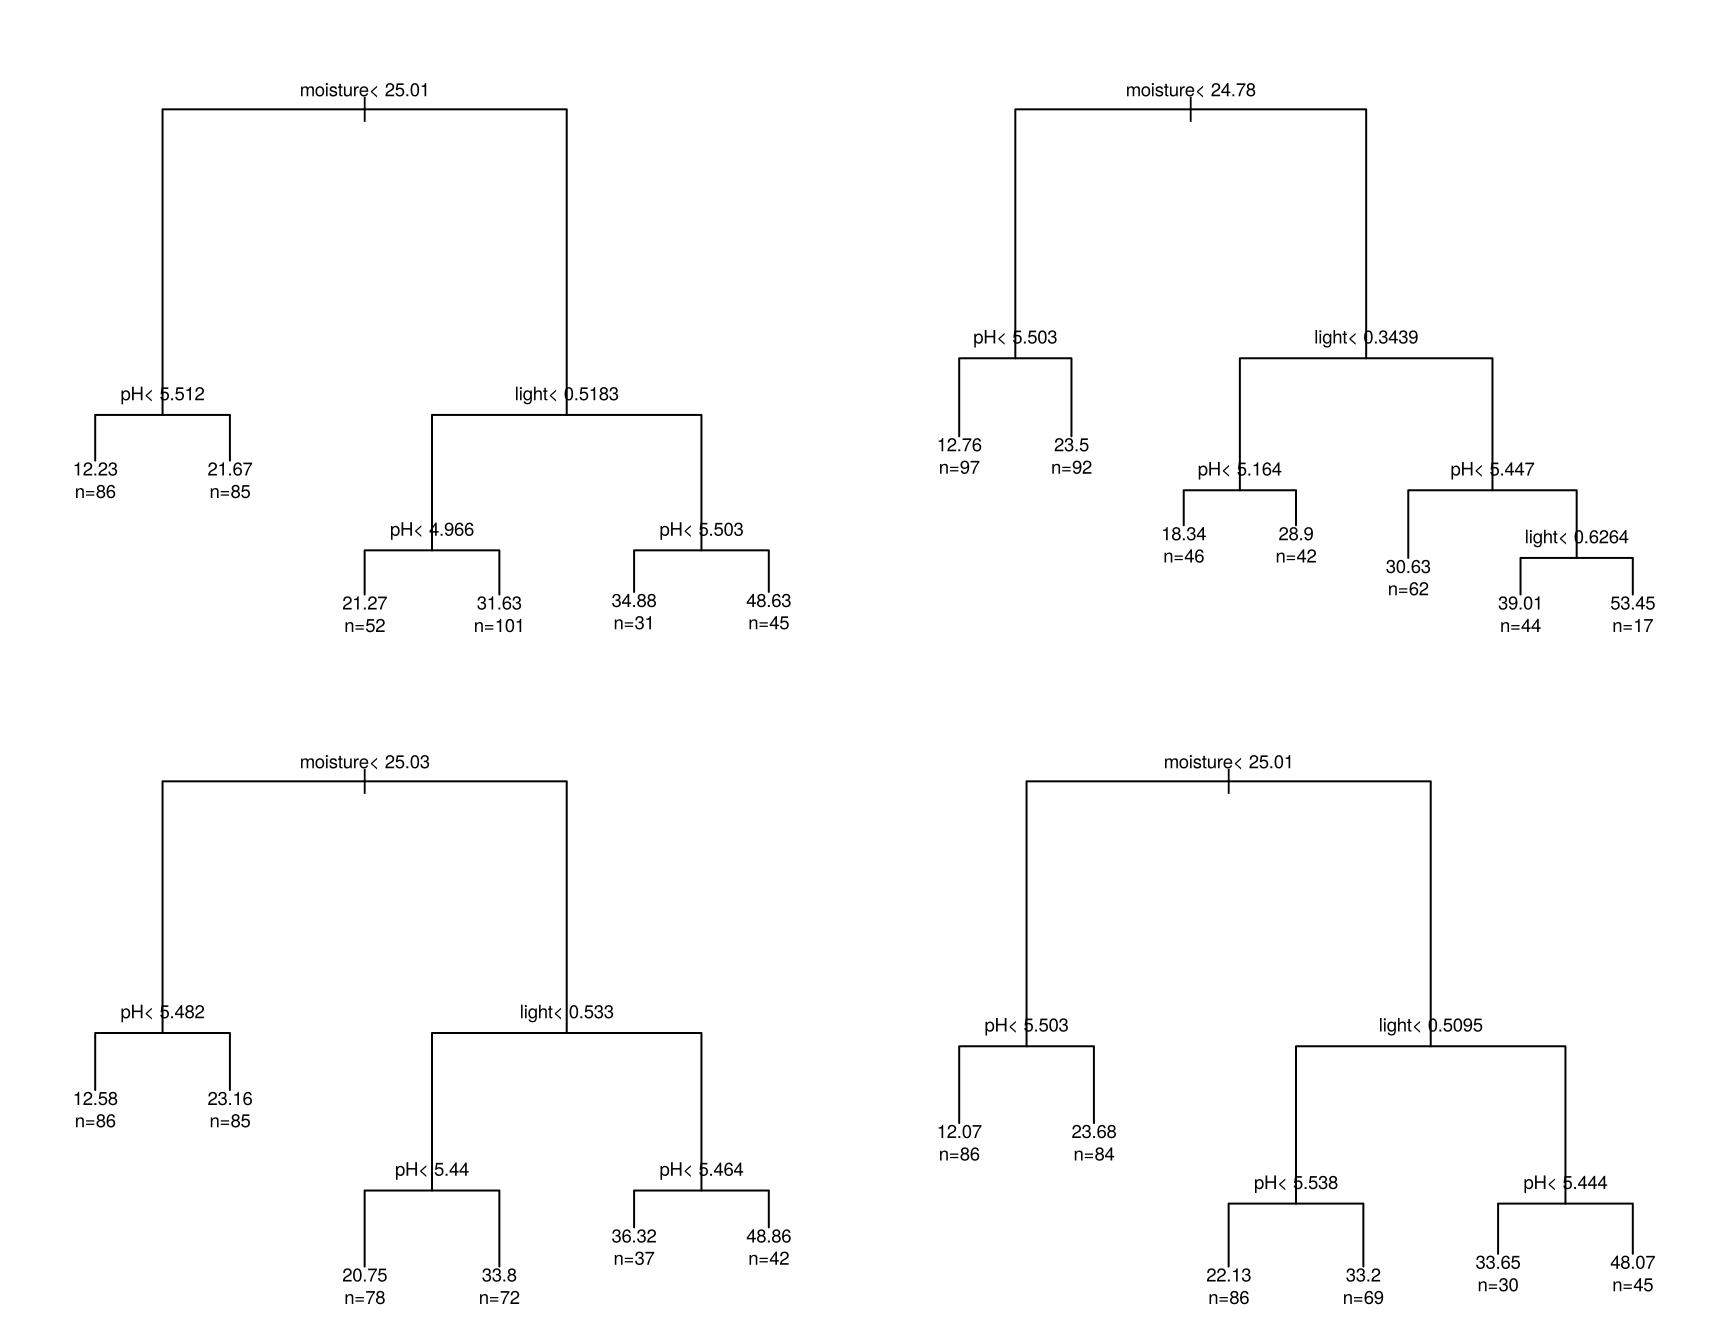 moisture< 25.01
pH< 5.512
light< 0.5183
12.23
n=86
21.67
n=85
pH< 4.966
pH< 5.503
21.27
n=52
31.63
n=101
34.88
n=31
48.63
n=45
moisture< 24.78
pH< 5.503
light< 0.3439
12.76
n=97
23.5
n=92
pH< 5.164
pH< 5.447
18.34
n=46
28.9
n=42
30.63
n=62
light< 0.6264
39.01
n=44
53.45
n=17
moisture< 25.03
pH< 5.482
light< 0.533
12.58
n=86
23.16
n=85
pH< 5.44
pH< 5.464
20.75
n=78
33.8
n=72
36.32
n=37
48.86
n=42
moisture< 25.01
pH< 5.503
light< 0.5095
12.07
n=86
23.68
n=84
pH< 5.538
pH< 5.444
22.13
n=86
33.2
n=69
33.65
n=30
48.07
n=45